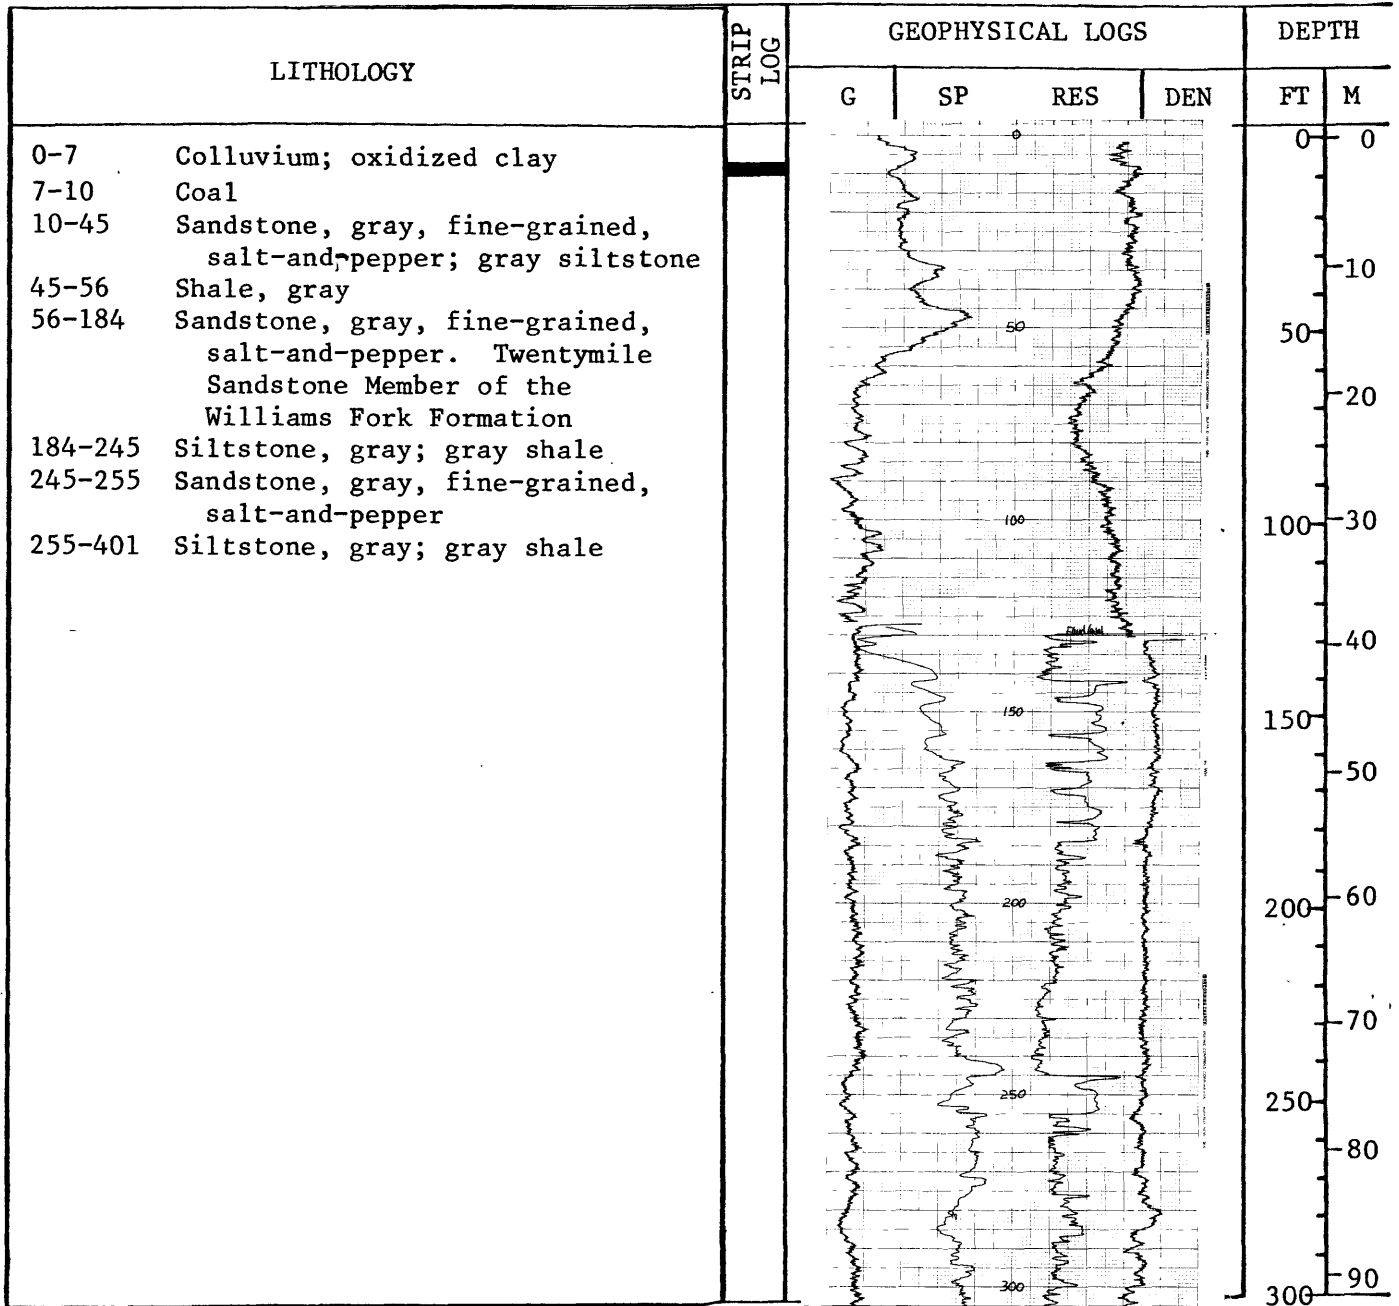 LITHOLOGY
STRIP LOG
GEOPHYSICAL LOGS
DEPTH
G SP RES DEN
FT M
0-7 Colluvium; oxidized clay
7-10 Coal
10-45 Sandstone, gray, fine-grained,
salt-and-pepper; gray siltstone
45-56 Shale, gray
56-184 Sandstone, gray, fine-grained,
salt-and-pepper. Twentymile
Sandstone Member of the
Williams Fork Formation
184-245 Siltstone, gray; gray shale
245-255 Sandstone, gray, fine-grained,
salt-and-pepper
255-401 Siltstone, gray; gray shale
0
50
100
150
200
250
300
0
50
100
150
200
250
300
0
10
20
30
40
50
60
70
80
90